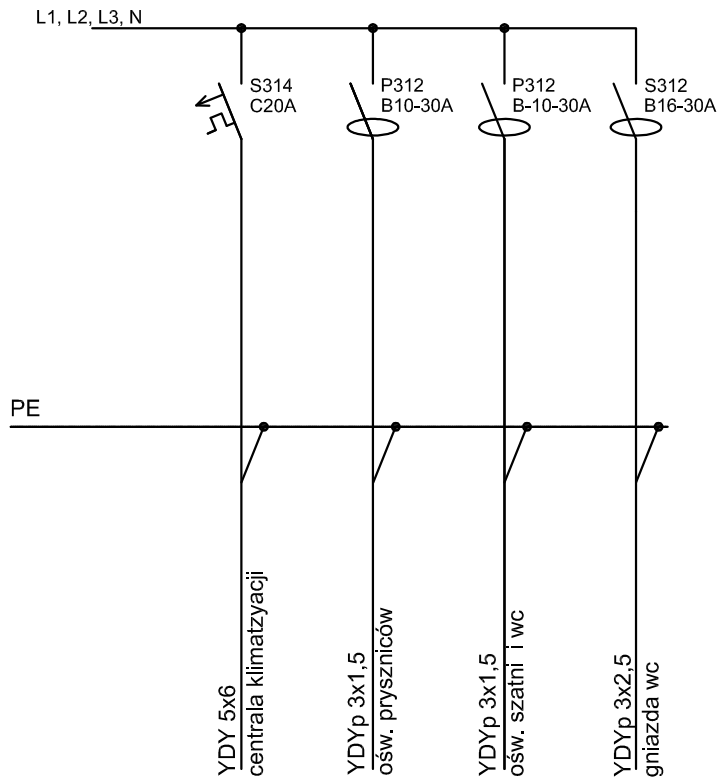 L1, L2, L3, N
S314
C20A
P312
B10-30A
P312
B-10-30A
S312
B16-30A
PE
YDY 5x6
centrala klimatzyacji
YDYp 3x1,5
ośw. pryszniców
YDYp 3x1,5
ośw. szatni i wc
YDYp 3x2,5
gniazda wc